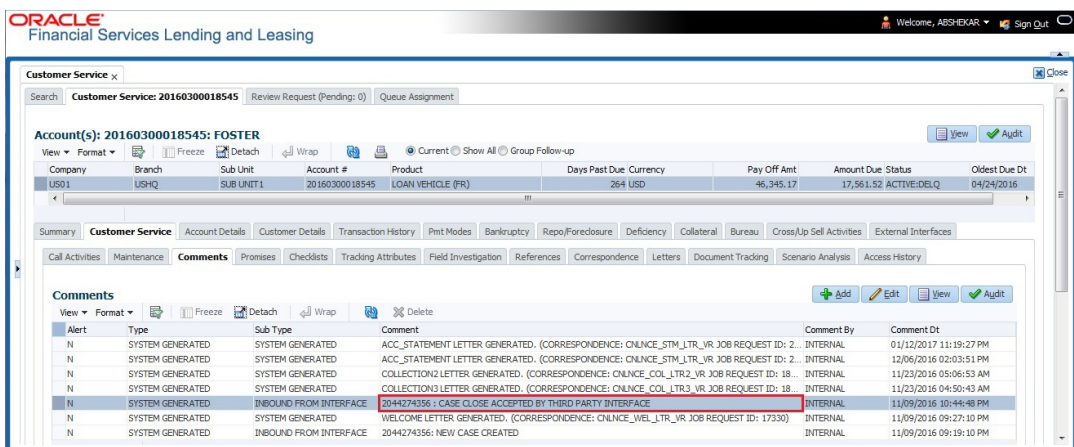 ORACLE®
Financial Services Lending and Leasing
Welcome, ABSHEKAR Sign Out
Customer Service x
Close
Search Customer Service: 20160300018545 Review Request (Pending: 0) Queue Assignment
Account(s): 20160300018545: FOSTER
View Audit
View Format Freeze Detach Wrap Current Show All Group Follow-up
Company Branch Sub Unit Account # Product Days Past Due Currency Pay Off Amt Amount Due Status Oldest Due Dt
US01 USHQ SUB UNIT1 20160300018545 LOAN VEHICLE (FR) 264 USD 46,345.17 17,561.52 ACTIVE:DELQ 04/24/2016
Summary Customer Service Account Details Customer Details Transaction History Pmt Modes Bankruptcy Repo/Foreclosure Deficiency Collateral Bureau Cross/Up Sell Activities External Interfaces
Call Activities Maintenance Comments Promises Checklists Tracking Attributes Field Investigation References Correspondence Letters Document Tracking Scenario Analysis Access History
Comments
Add Edit View Audit
View Format Freeze Detach Wrap Delete
Alert Type Sub Type Comment Comment By Comment Dt
N SYSTEM GENERATED SYSTEM GENERATED ACC_STATEMENT LETTER GENERATED. (CORRESPONDENCE: CNLNCE_STM_LTR_VR JOB REQUEST ID: 2... INTERNAL 01/12/2017 11:19:27 PM
N SYSTEM GENERATED SYSTEM GENERATED ACC_STATEMENT LETTER GENERATED. (CORRESPONDENCE: CNLNCE_STM_LTR_VR JOB REQUEST ID: 2... INTERNAL 12/06/2016 02:03:51 PM
N SYSTEM GENERATED SYSTEM GENERATED COLLECTION2 LETTER GENERATED. (CORRESPONDENCE: CNLNCE_COL_LTR2_VR JOB REQUEST ID: 18... INTERNAL 11/23/2016 05:06:53 AM
N SYSTEM GENERATED SYSTEM GENERATED COLLECTION3 LETTER GENERATED. (CORRESPONDENCE: CNLNCE_COL_LTR3_VR JOB REQUEST ID: 18... INTERNAL 11/23/2016 04:50:43 AM
N SYSTEM GENERATED INBOUND FROM INTERFACE 2044274356 : CASE CLOSE ACCEPTED BY THIRD PARTY INTERFACE INTERNAL 11/09/2016 10:44:48 PM
N SYSTEM GENERATED SYSTEM GENERATED WELCOME LETTER GENERATED. (CORRESPONDENCE: CNLNCE_WEL_LTR_VR JOB REQUEST ID: 17330) INTERNAL 11/09/2016 09:27:10 PM
N SYSTEM GENERATED INBOUND FROM INTERFACE 2044274356: NEW CASE CREATED INTERNAL 11/09/2016 09:19:10 PM